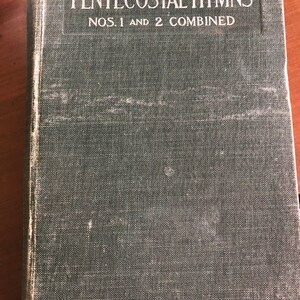 PENTECOSTAL HYMNS
NOS. 1 AND 2 COMBINED